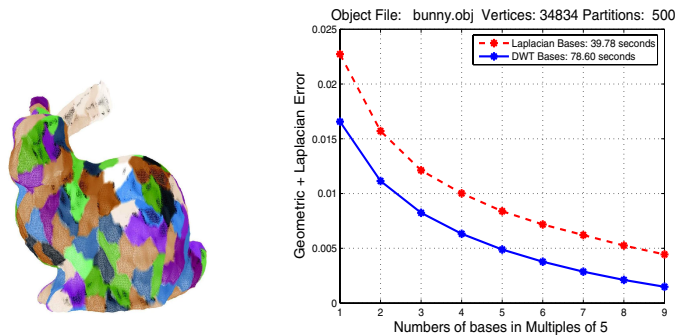 Object File: bunny.obj Vertices: 34834 Partitions: 500
Geometric + Laplacian Error
0.025
0.02
0.015
0.01
0.005
0
Laplacian Bases: 39.78 seconds
DWT Bases: 78.60 seconds
1 2 3 4 5 6 7 8 9
Numbers of bases in Multiples of 5